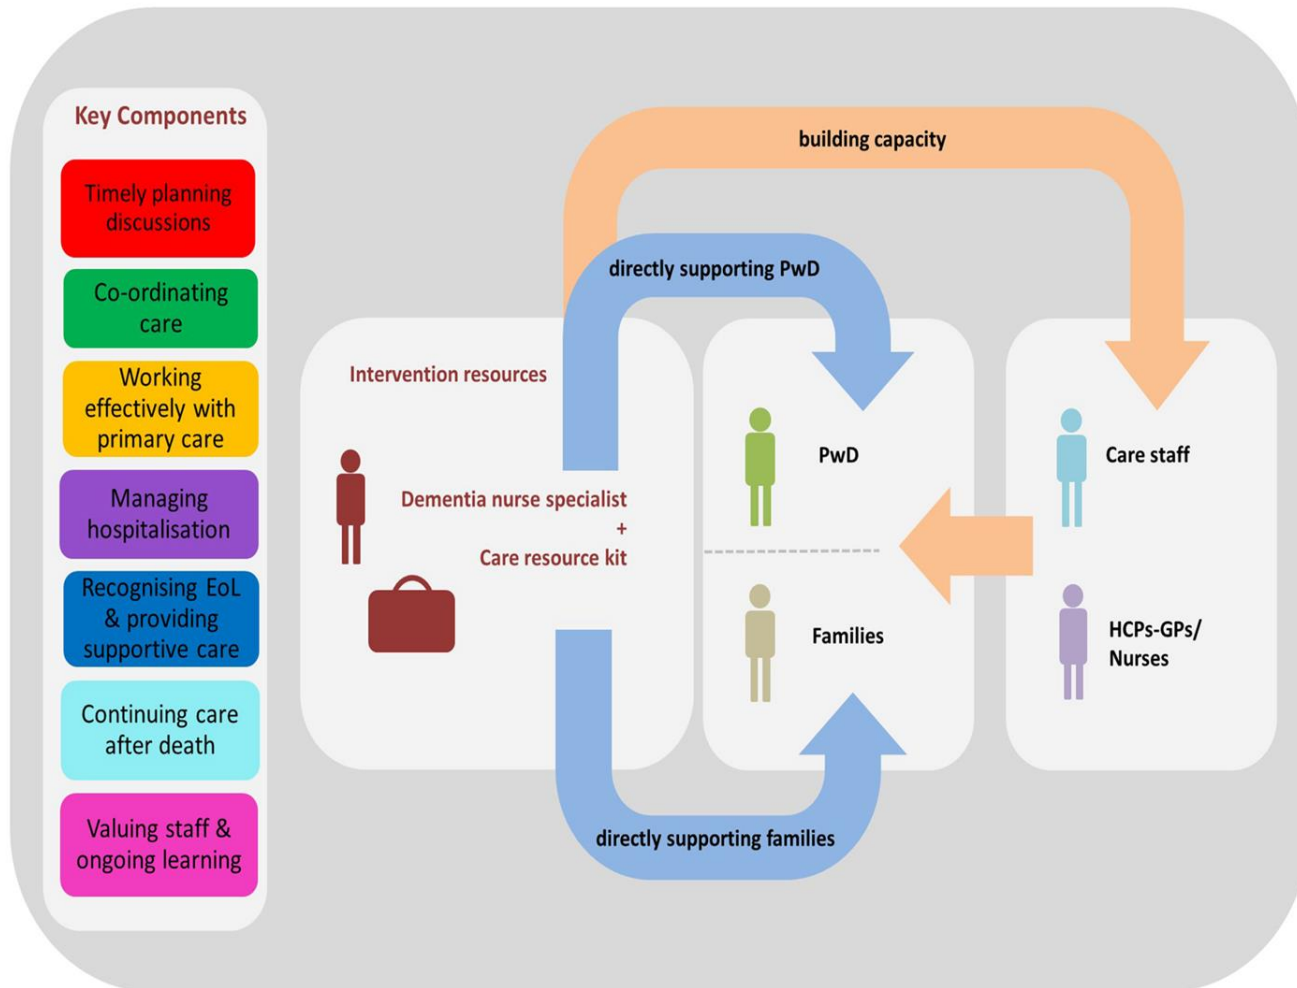 Key Components
Timely planning
discussions
Co-ordinating
care
Working
effectively with
primary care
Managing
hospitalisation
Recognising EoL
& providing
supportive care
Continuing care
after death
Valuing staff &
ongoing learning
building capacity
directly supporting PwD
Intervention resources
Dementia nurse specialist
+
Care resource kit
PwD
Families
Care staff
HCPs-GPs/
Nurses
directly supporting families